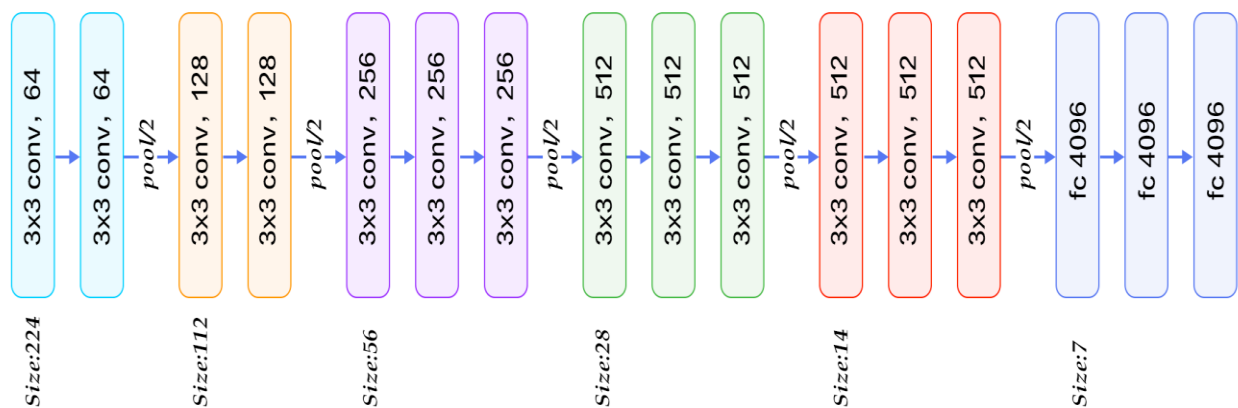 3x3 conv, 64
3x3 conv, 64
pool/2
3x3 conv, 128
3x3 conv, 128
pool/2
3x3 conv, 256
3x3 conv, 256
3x3 conv, 256
pool/2
3x3 conv, 512
3x3 conv, 512
3x3 conv, 512
pool/2
3x3 conv, 512
3x3 conv, 512
3x3 conv, 512
pool/2
fc 4096
fc 4096
fc 4096
Size:224
Size:112
Size:56
Size:28
Size:14
Size:7